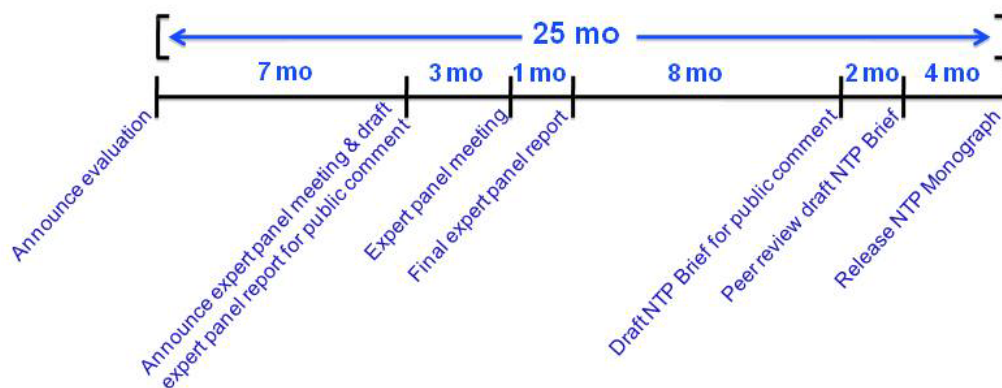 25 mo
7 mo
3 mo
1 mo
8 mo
2 mo
4 mo
Announce evaluation
Announce expert panel meeting & draft
expert panel report for public comment
Expert panel meeting
Final expert panel report
Draft NTP Brief for public comment
Peer review draft NTP Brief
Release NTP Monograph